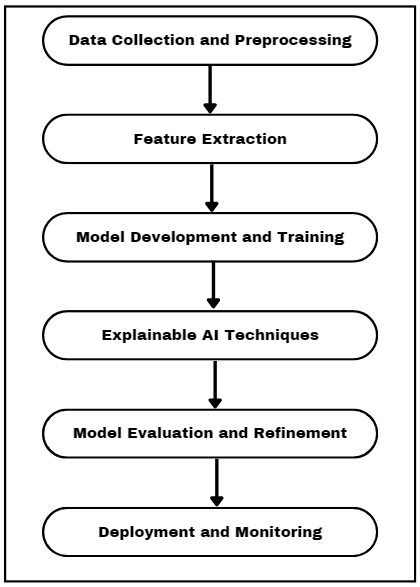 Data Collection and Preprocessing
Feature Extraction
Model Development and Training
Explainable AI Techniques
Model Evaluation and Refinement
Deployment and Monitoring